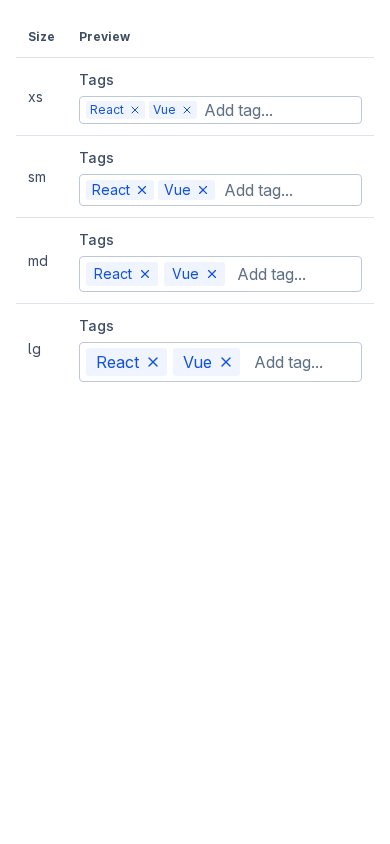 Size Preview
Tags
xs
React Vue Add tag...
Tags
sm
React Vue Add tag...
Tags
md
React Vue Add tag...
Tags
lg
React Vue Add tag...